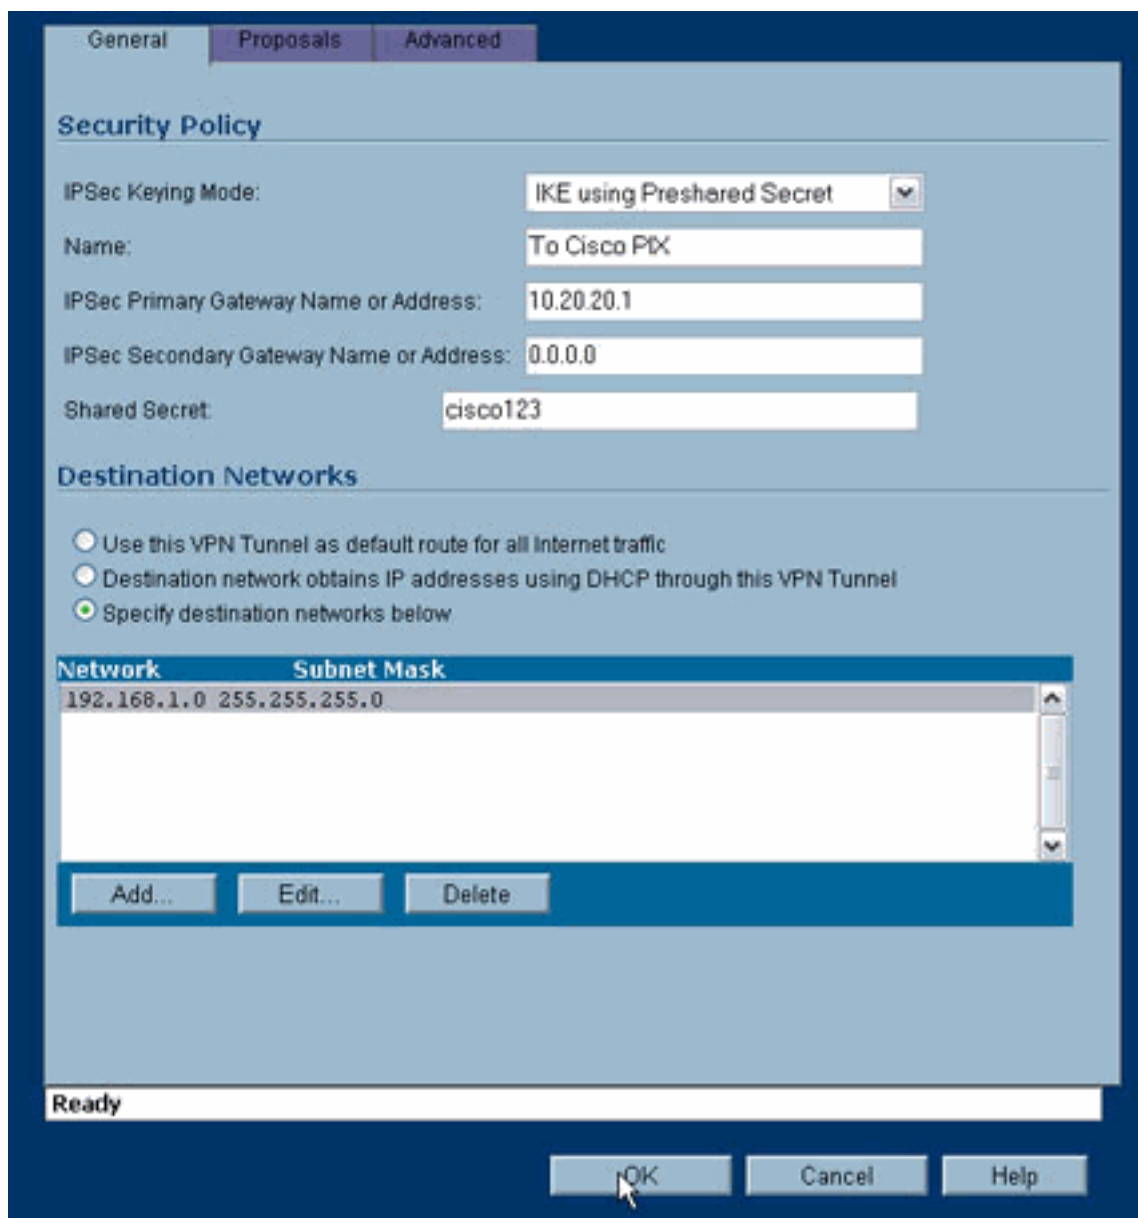 General Proposals Advanced
Security Policy
IPSec Keying Mode: IKE using Preshared Secret
Name: To Cisco PIX
IPSec Primary Gateway Name or Address: 10.20.20.1
IPSec Secondary Gateway Name or Address: 0.0.0.0
Shared Secret: cisco123
Destination Networks
Use this VPN Tunnel as default route for all Internet traffic
Destination network obtains IP addresses using DHCP through this VPN Tunnel
Specify destination networks below
Network Subnet Mask
192.168.1.0 255.255.255.0
Add... Edit... Delete
Ready
OK Cancel Help